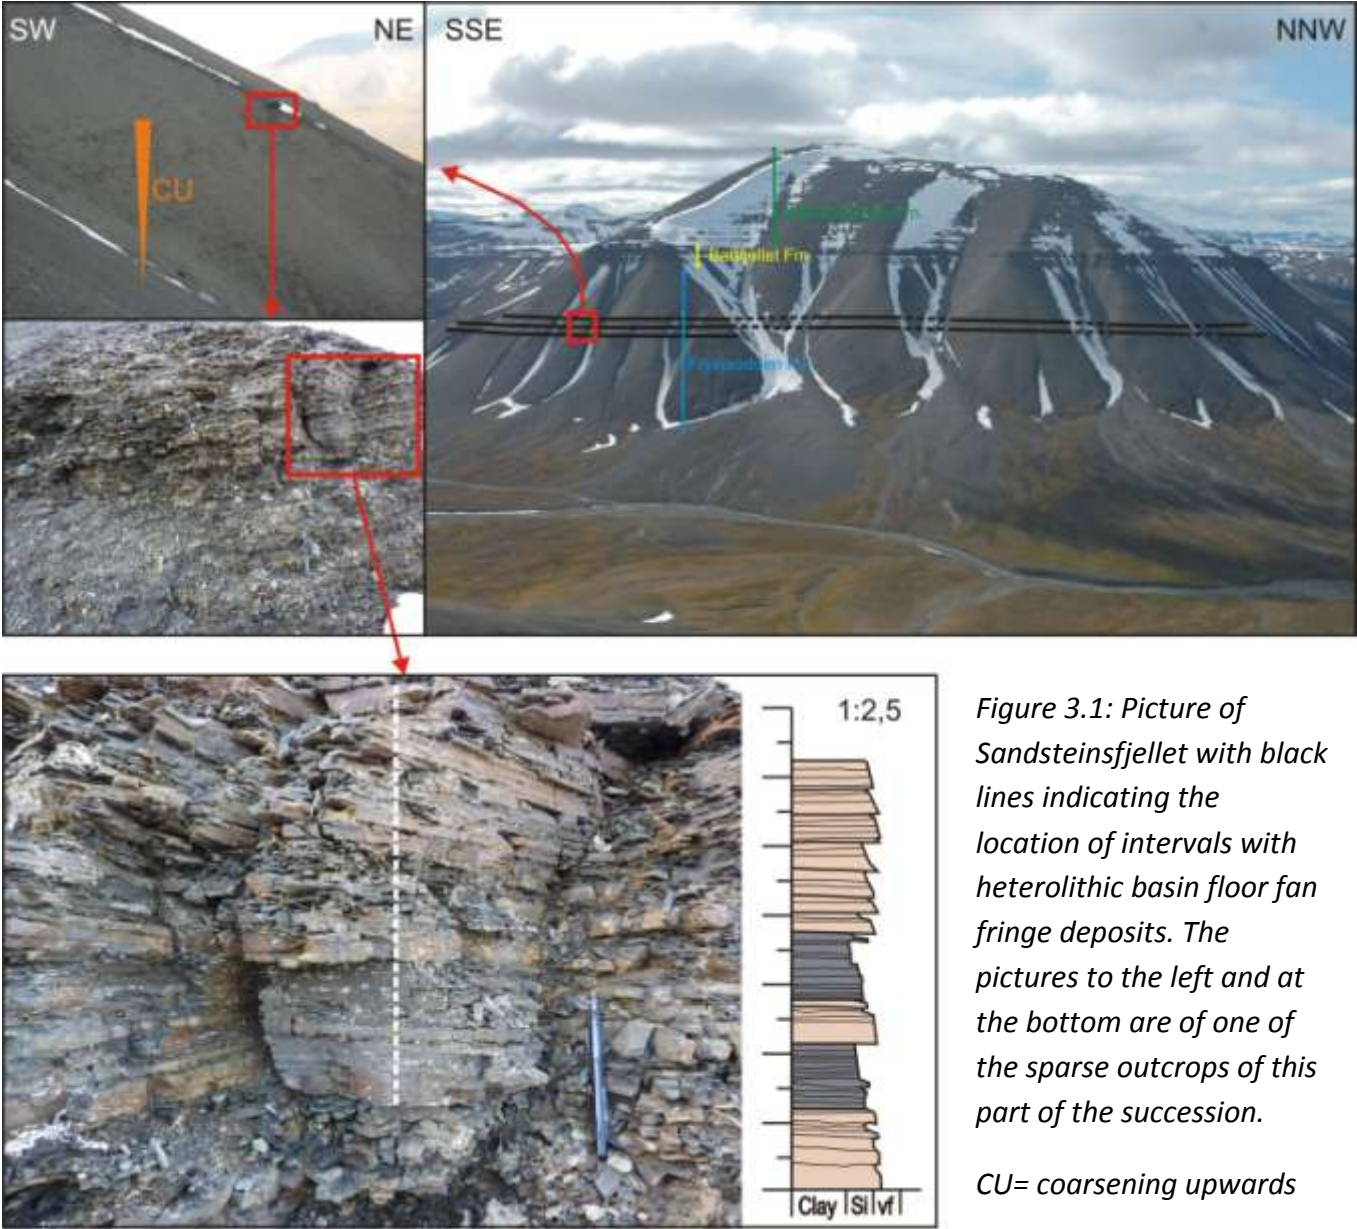 SW
NE
SSE
NNW
CU
Fm
Battfjellet Fm
1:2,5
Clay
Si
vf
Figure 3.1: Picture of
Sandsteinsfjellet with black
lines indicating the
location of intervals with
heterolithic basin floor fan
fringe deposits. The
pictures to the left and at
the bottom are of one of
the sparse outcrops of this
part of the succession.
CU= coarsening upwards